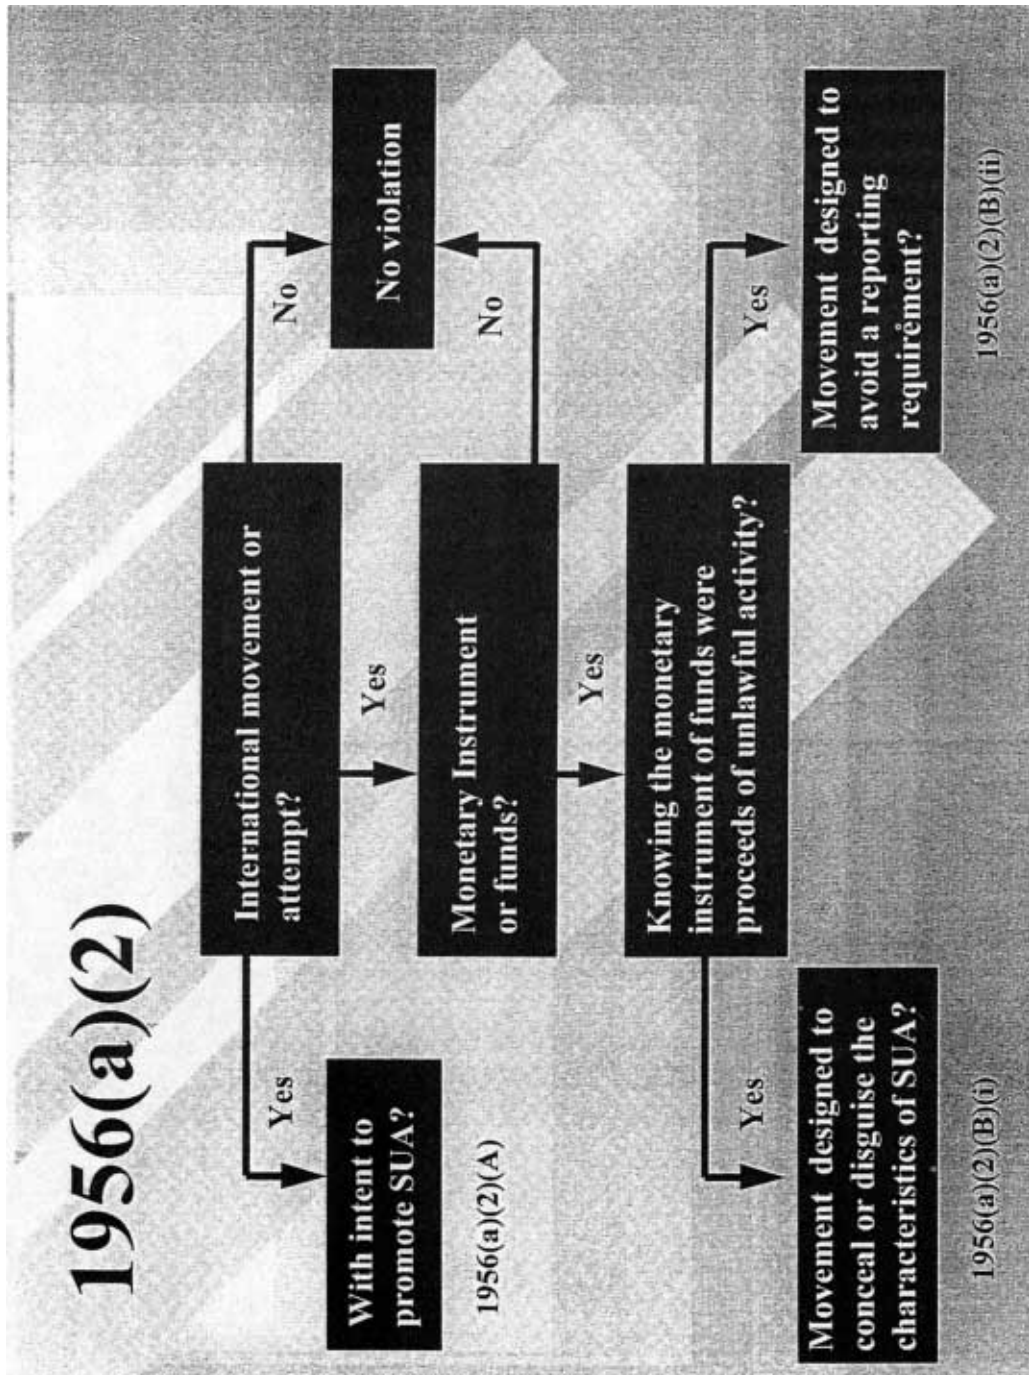 1956(a)(2)
International movement or
attempt?
Yes
No
With intent to
promote SUA?
1956(a)(2)(A)
Yes
No violation
Monetary Instrument
or funds?
No
Yes
Knowing the monetary
instrument of funds were
proceeds of unlawful activity?
Yes
Yes
Movement designed to
conceal or disguise the
characteristics of SUA?
1956(a)(2)(B)(i)
Movement designed to
avoid a reporting
requirement?
1956(a)(2)(B)(ii)